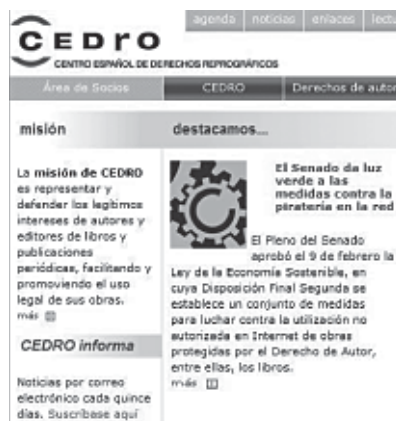 agenda noticias enlaces lectu
CEDrO
CENTRO ESPAÑOL DE DERECHOS REPROGRÁFICOS
Área de Socios CEDRO Derechos de autor
misión
La misión de CEDRO
es representar y
defender los legítimos
intereses de autores y
editores de libros y
publicaciones
periódicas, facilitando y
promoviendo el uso
legal de sus obras.
más
CEDRO informa
Noticias por correo
electrónico cada quince
días. Suscríbase aquí
destacamos...
El Senado da luz
verde a las
medidas contra la
piratería en la red
El Pleno del Senado
aprobó el 9 de febrero la
Ley de la Economía Sostenible, en
cuya Disposición Final Segunda se
establece un conjunto de medidas
para luchar contra la utilización no
autorizada en Internet de obras
protegidas por el Derecho de Autor,
entre ellas, los libros.
más